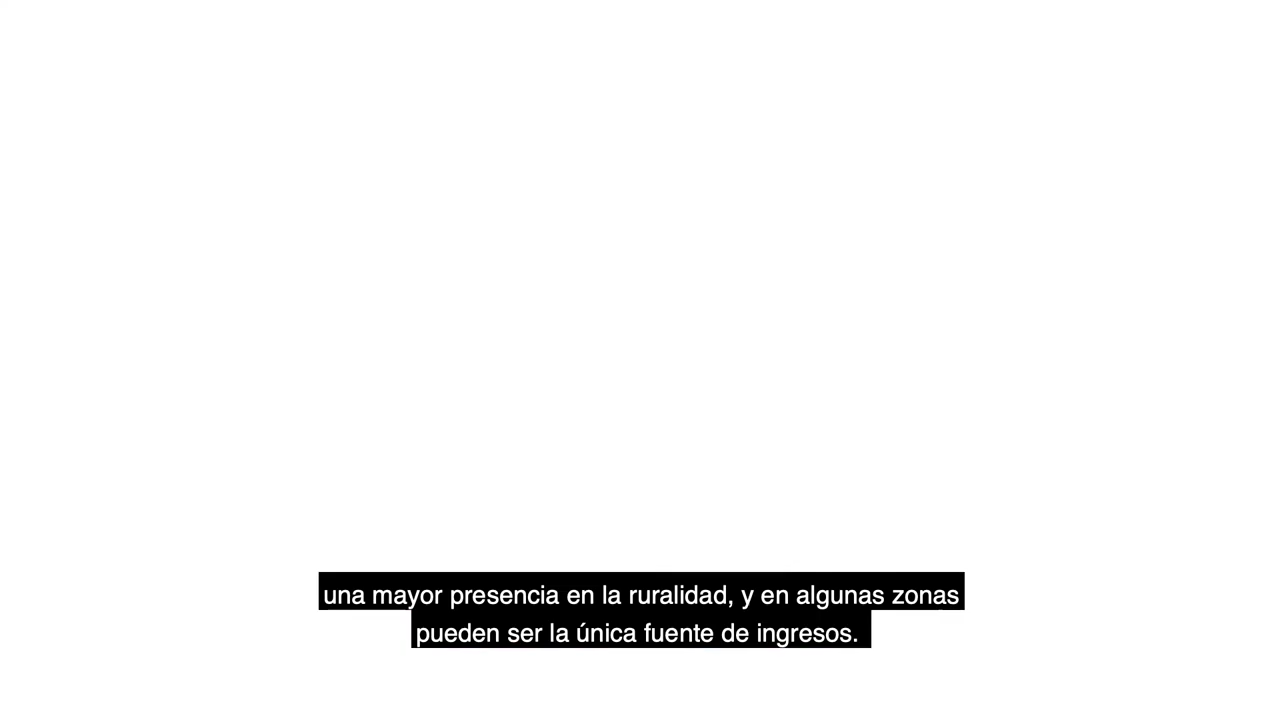 una mayor presencia en la ruralidad, y en algunas zonas
pueden ser la única fuente de ingresos.